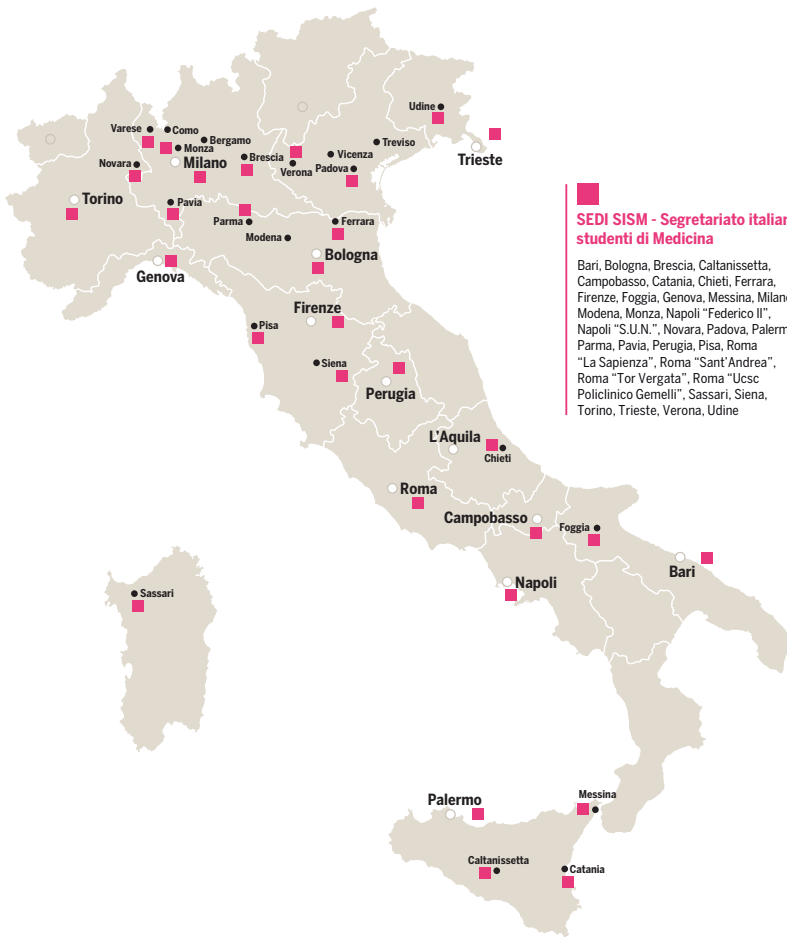 Udine
Varese
Como
Bergamo
Monza
Treviso
Vicenza
Brescia
Trieste
Novara
Milano
Verona
Padova
Torino
Pavia
Parma
Ferrara
Modena
Bologna
Genova
Firenze
Pisa
Siena
Perugia
L'Aquila
Chieti
Roma
Campobasso
Foggia
Bari
Napoli
Sassari
Messina
Palermo
Caltanissetta
Catania
SEDI SISM - Segretariato italian
studenti di Medicina
Bari, Bologna, Brescia, Caltanissetta,
Campobasso, Catania, Chieti, Ferrara,
Firenze, Foggia, Genova, Messina, Milano
Modena, Monza, Napoli “Federico II”,
Napoli “S.U.N.”, Novara, Padova, Palerm
Parma, Pavia, Perugia, Pisa, Roma
“La Sapienza”, Roma “Sant’Andrea”,
Roma “Tor Vergata”, Roma “Ucsc
Policlinico Gemelli”, Sassari, Siena,
Torino, Trieste, Verona, Udine